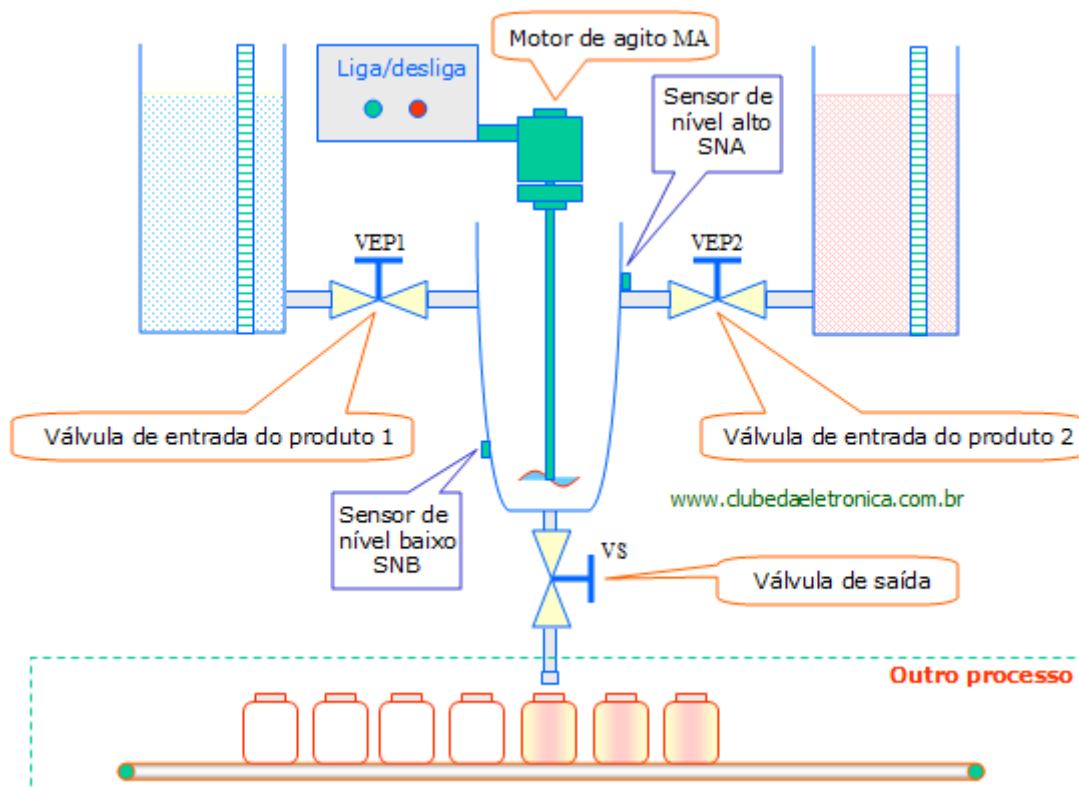 Motor de agito MA
Liga/desliga
Sensor de
nível alto
SNA
VEP1
VEP2
Válvula de entrada do produto 1
Válvula de entrada do produto 2
www.clubedaeletronica.com.br
Sensor de
nível baixo
SNB
VS
Válvula de saída
Outro processo